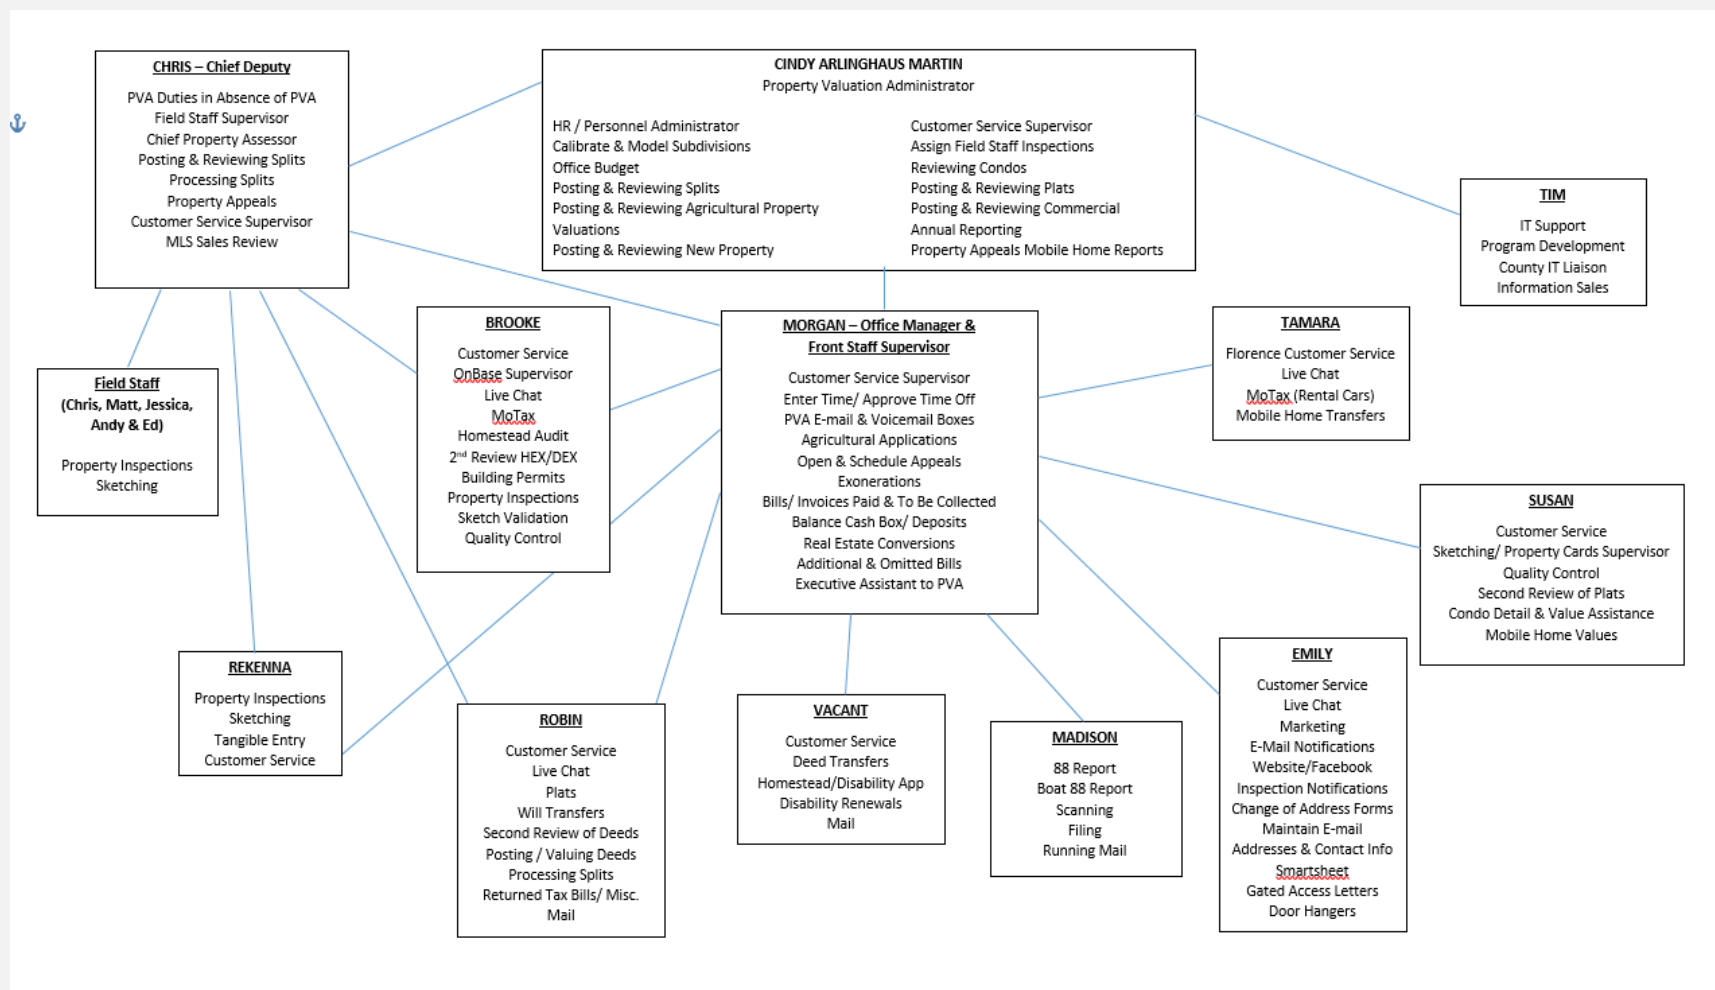 CHRIS – Chief Deputy
PVA Duties in Absence of PVA
Field Staff Supervisor
Chief Property Assessor
Posting & Reviewing Splits
Processing Splits
Property Appeals
Customer Service Supervisor
MLS Sales Review
CINDY ARLINGHAUS MARTIN
Property Valuation Administrator
HR / Personnel Administrator
Calibrate & Model Subdivisions
Office Budget
Posting & Reviewing Splits
Posting & Reviewing Agricultural Property
Valuations
Posting & Reviewing New Property
Customer Service Supervisor
Assign Field Staff Inspections
Reviewing Condos
Posting & Reviewing Plats
Posting & Reviewing Commercial
Annual Reporting
Property Appeals Mobile Home Reports
TIM
IT Support
Program Development
County IT Liaison
Information Sales
Field Staff
(Chris, Matt, Jessica,
Andy & Ed)
Property Inspections
Sketching
BROOKE
Customer Service
OnBase Supervisor
Live Chat
MoTax
Homestead Audit
2nd Review HEX/DEX
Building Permits
Property Inspections
Sketch Validation
Quality Control
MORGAN – Office Manager &
Front Staff Supervisor
Customer Service Supervisor
Enter Time/ Approve Time Off
PVA E-mail & Voicemail Boxes
Agricultural Applications
Open & Schedule Appeals
Exonerations
Bills/ Invoices Paid & To Be Collected
Balance Cash Box/ Deposits
Real Estate Conversions
Additional & Omitted Bills
Executive Assistant to PVA
TAMARA
Florence Customer Service
Live Chat
MoTax (Rental Cars)
Mobile Home Transfers
SUSAN
Customer Service
Sketching/ Property Cards Supervisor
Quality Control
Second Review of Plats
Condo Detail & Value Assistance
Mobile Home Values
REKENNA
Property Inspections
Sketching
Tangible Entry
Customer Service
ROBIN
Customer Service
Live Chat
Plats
Will Transfers
Second Review of Deeds
Posting / Valuing Deeds
Processing Splits
Returned Tax Bills/ Misc.
Mail
VACANT
Customer Service
Deed Transfers
Homestead/Disability App
Disability Renewals
Mail
MADISON
88 Report
Boat 88 Report
Scanning
Filing
Running Mail
EMILY
Customer Service
Live Chat
Marketing
E-Mail Notifications
Website/Facebook
Inspection Notifications
Change of Address Forms
Maintain E-mail
Addresses & Contact Info
Smartsheet
Gated Access Letters
Door Hangers